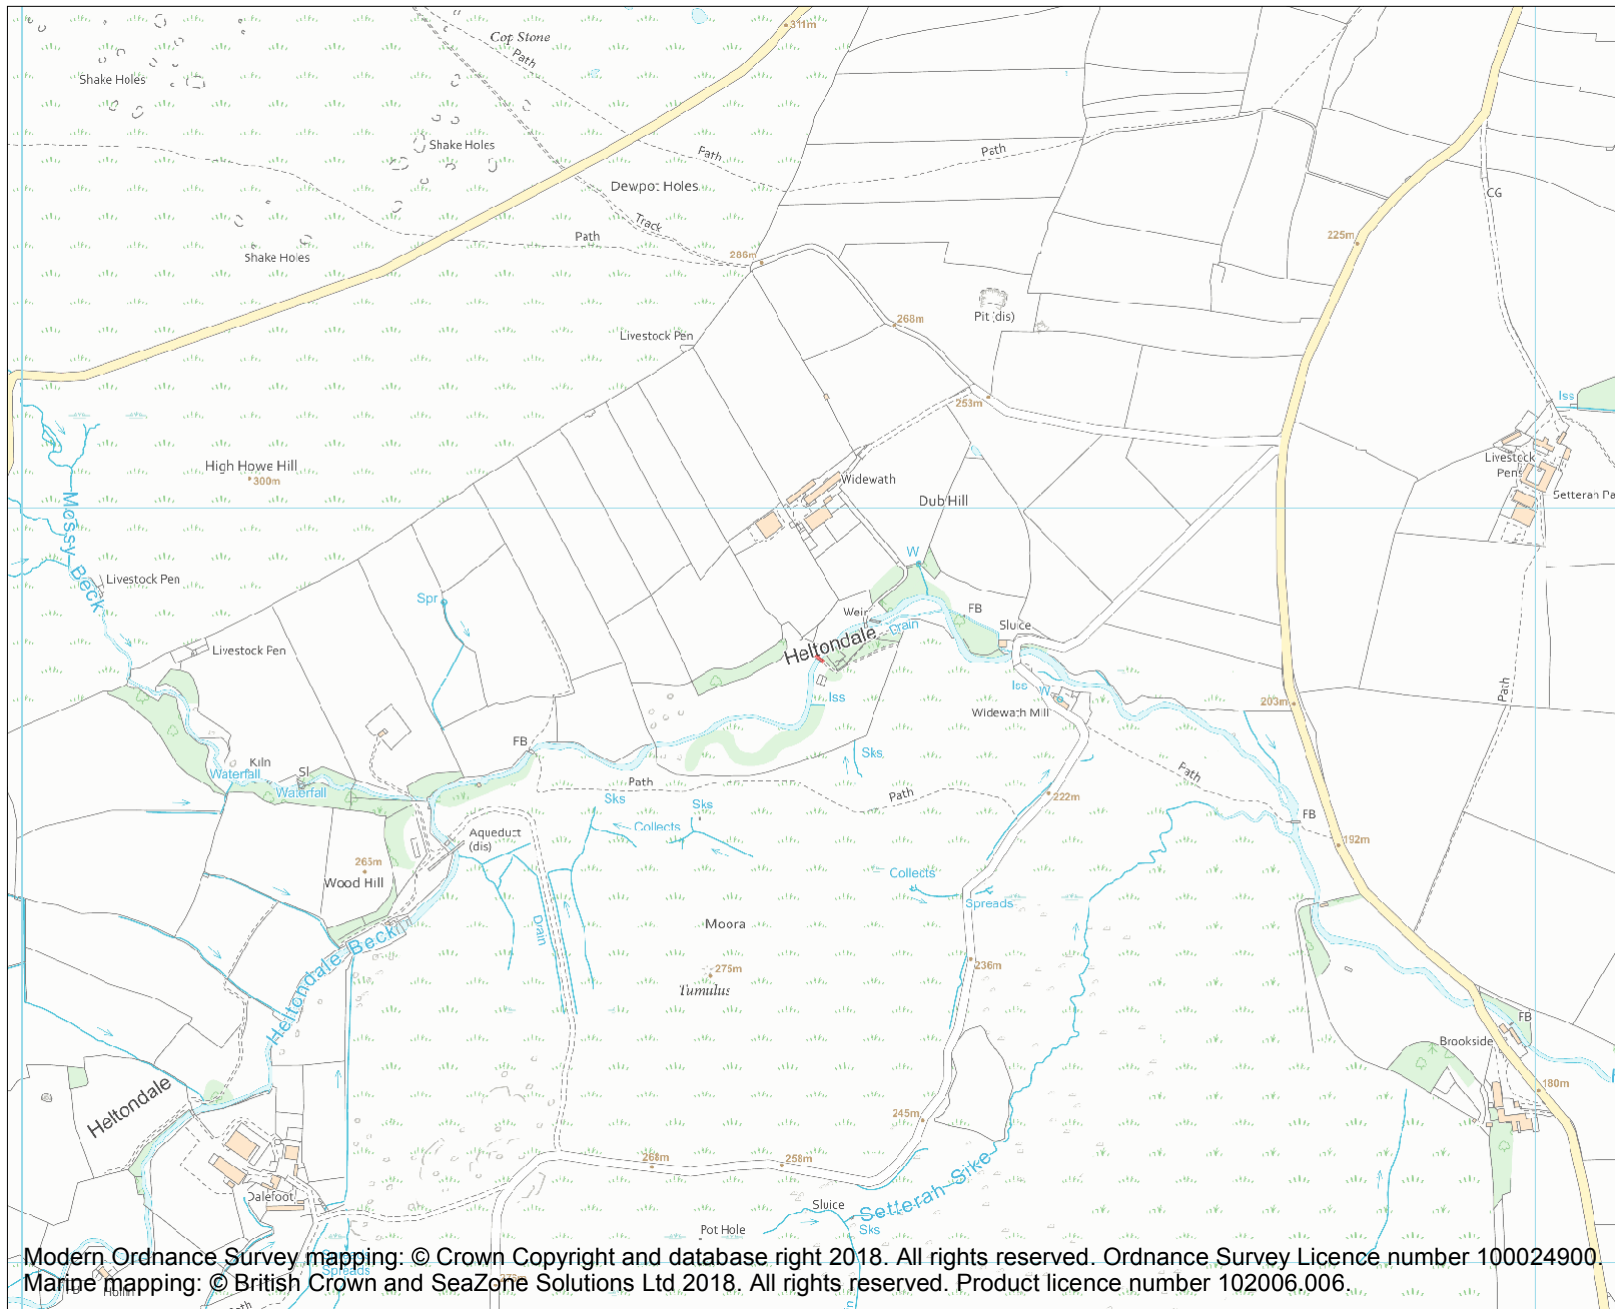 311m
Cop Stone
Path
Shake Holes
Shake Holes
Path
Path
Dewpot Holes
CG
Track
Path
225m
Shake Holes
286m
Pit (dis)
268m
Livestock Pen
253m
Iss
High Howe Hill
300m
Livestock
Pens
Widewath
Setterah Pa
Dub Hill
Mossy Beck
W
Livestock Pen
Spr
Weir
FB
Drain
Sluice
Heltondale
Livestock Pen
Iss
W
Iss
Path
203m
Widewath Mill
FB
Sks
Kiln
Sl
Waterfall
Waterfall
Path
Path
Path
Sks
Sks
222m
FB
Collects
Aqueduct
(dis)
192m
265m
Wood Hill
Collects
Spreads
Moora
Drain
Heltondale Beck
275m
236m
Tumulus
FB
Brookside
180m
Heltondale
245m
268m
258m
Setterah Sike
Dalefoot
Sluice
Pot Hole
Sks
Modern Ordnance Survey mapping: © Crown Copyright and database right 2018. All rights reserved. Ordnance Survey Licence number 100024900.
Spreads
Marine mapping: © British Crown and SeaZone Solutions Ltd 2018. All rights reserved. Product licence number 102006.006.
Path